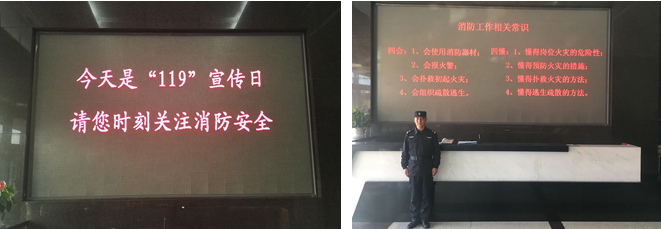 今天是“119”宣传日
请您时刻关注消防安全
消防工作相关常识
四会：1、会使用消防器材；
2、会报火警；
3、会扑救初起火灾；
4、会组织疏散逃生。
四懂：1、懂得岗位火灾的危险性；
2、懂得预防火灾的措施；
3、懂得扑救火灾的方法；
4、懂得逃生疏散的方法。